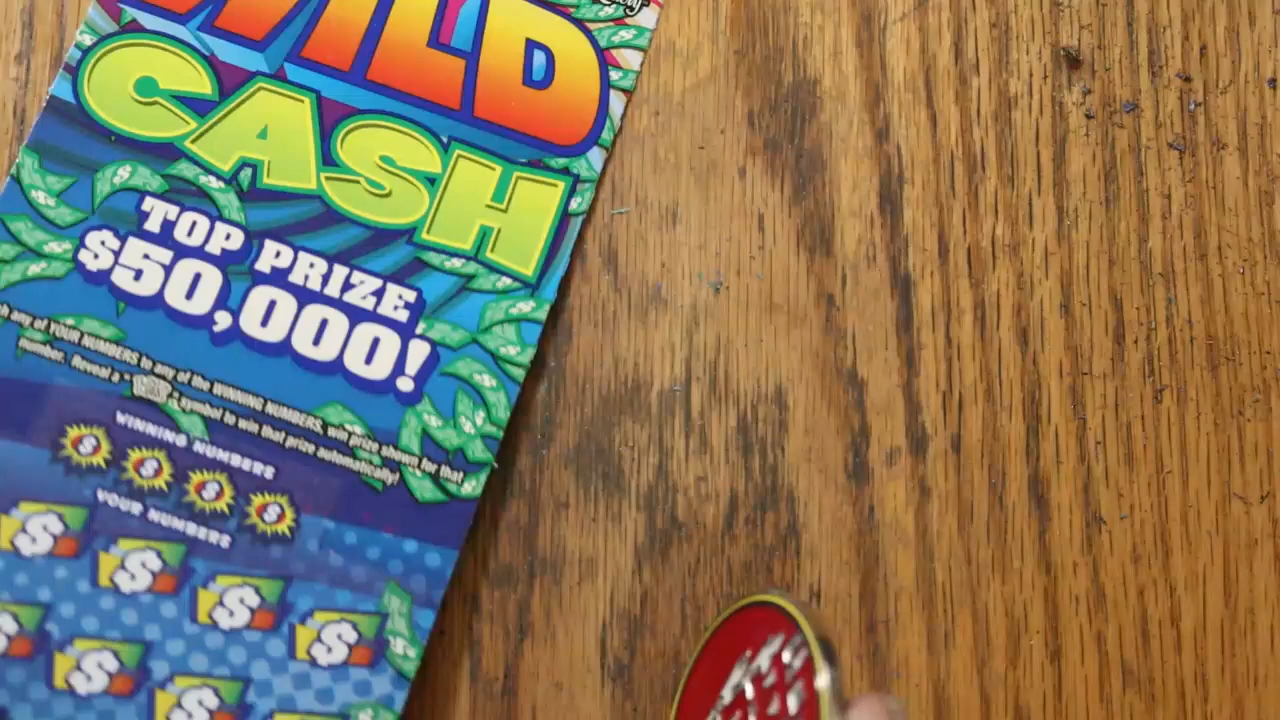 WILD
CASH
TOP PRIZE
$50,000!
any of YOUR NUMBERS to any of the WINNING NUMBERS, win prize shown for that
number. Reveal a " " symbol to win that prize automatically!
WINNING NUMBERS
$ $ $ $
YOUR NUMBERS
$ $ $ $
$ $ $